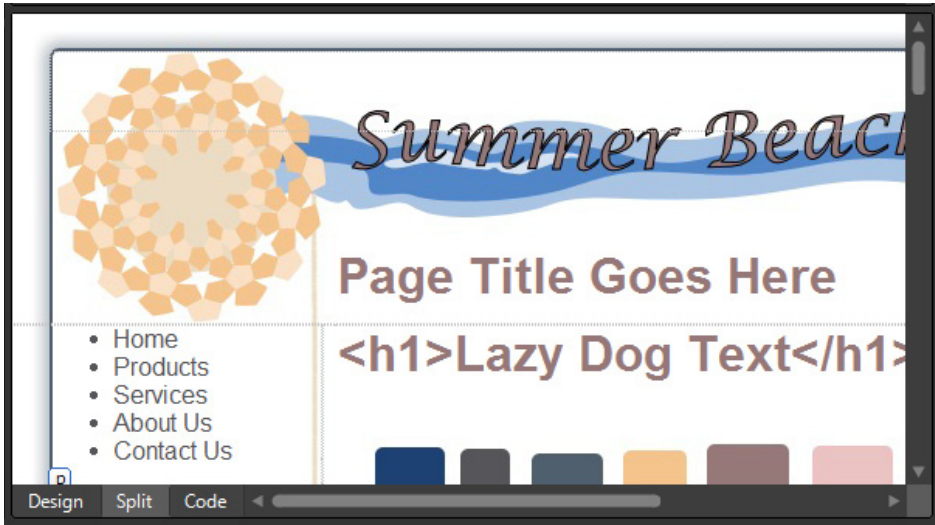 Summer Beach
Page Title Goes Here
<h1>Lazy Dog Text</h1>
Home
Products
Services
About Us
Contact Us
p
Design Split Code